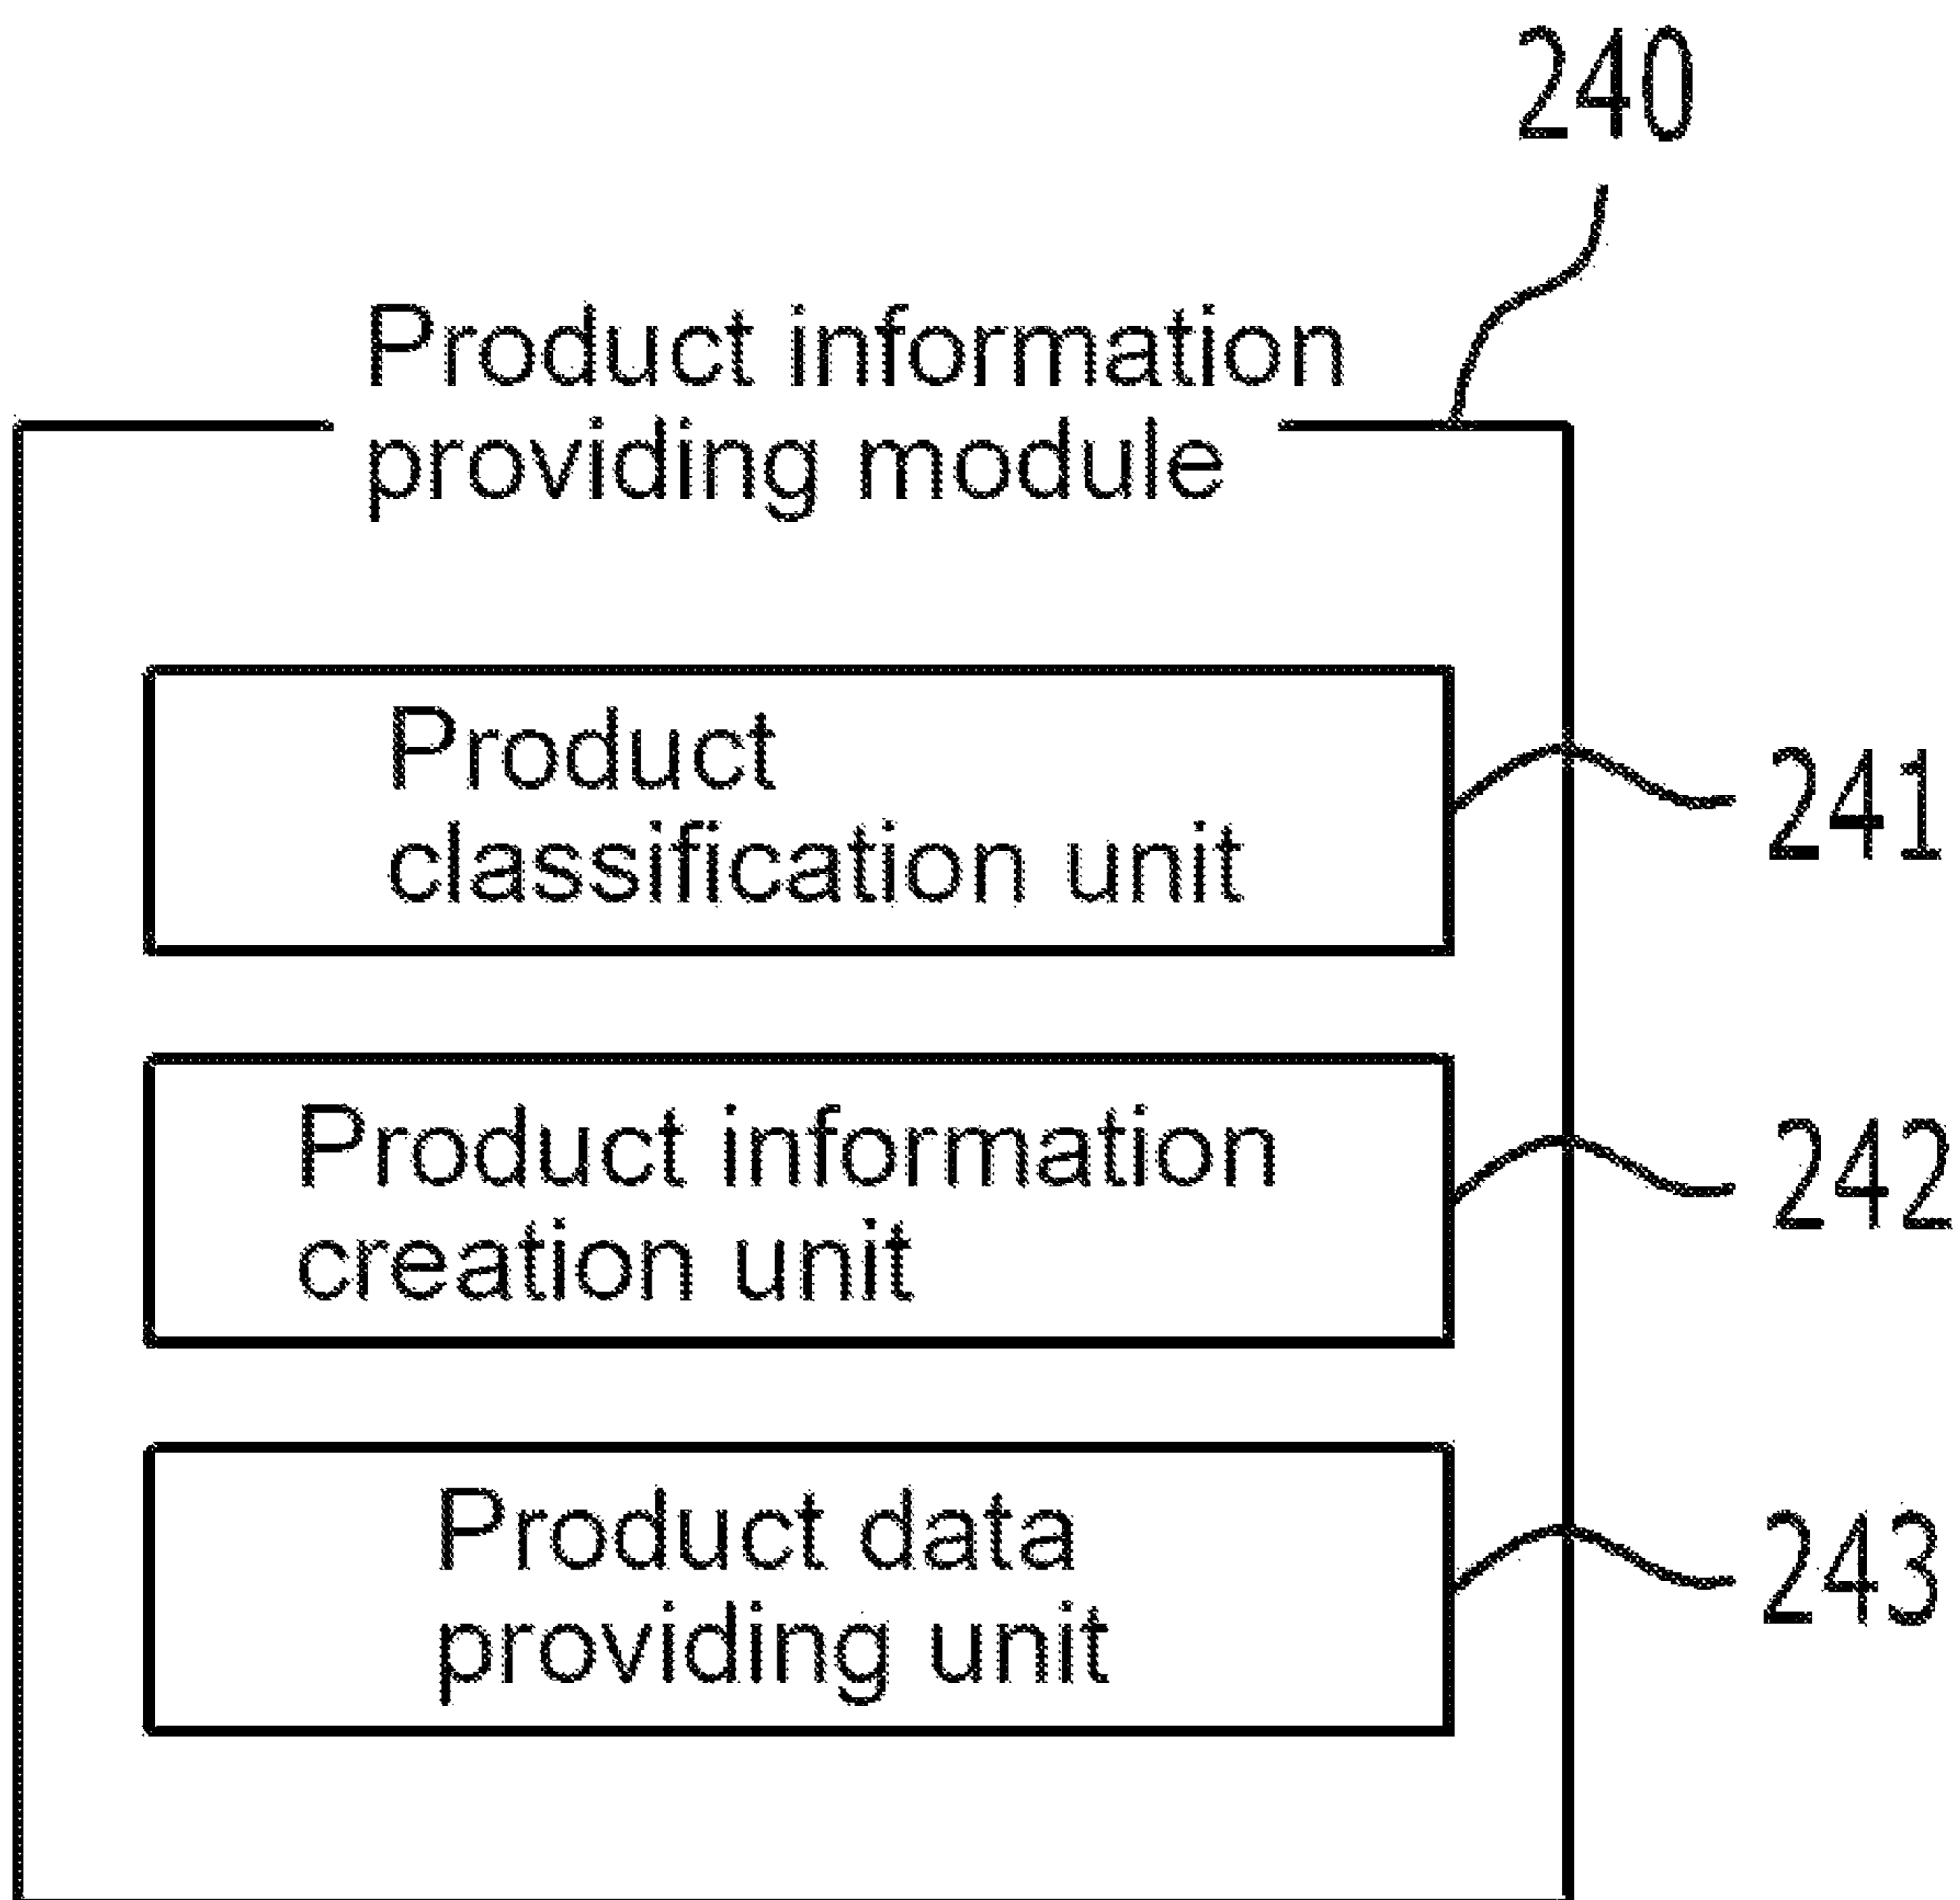 240
Product information
providing module
Product
classification unit
241
Product information
creation unit
242
Product data
providing unit
243